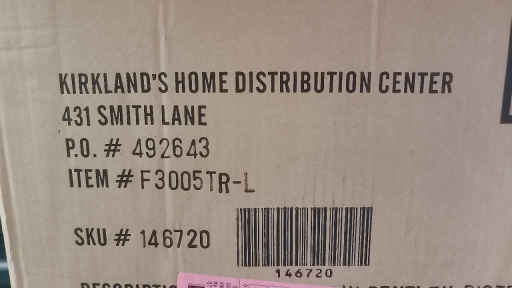 KIRKLAND'S HOME DISTRIBUTION CENTER
431 SMITH LANE
P.O. # 492643
ITEM # F3005TR-L
SKU # 146720
146720